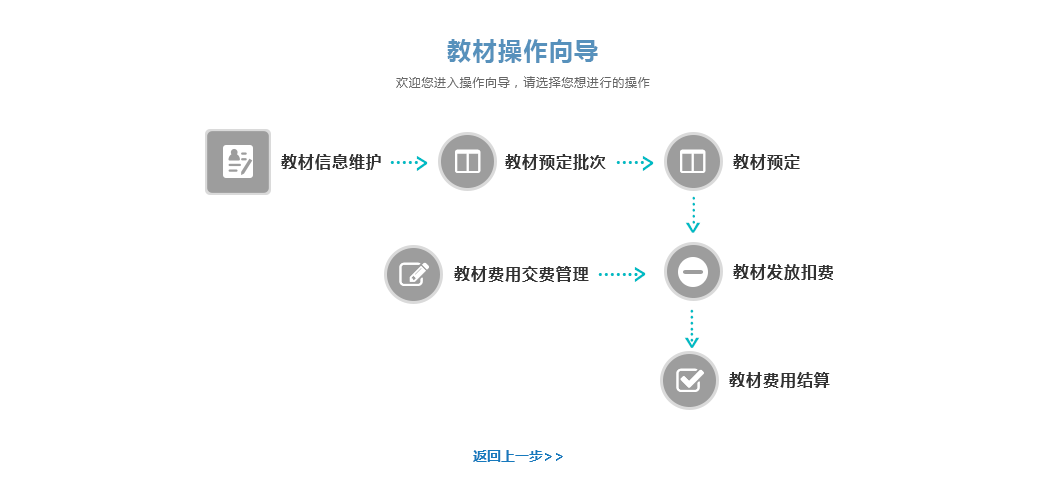 教材操作向导
欢迎您进入操作向导，请选择您想进行的操作
教材信息维护
教材预定批次
教材预定
教材费用交费管理
教材发放扣费
教材费用结算
返回上一步>>